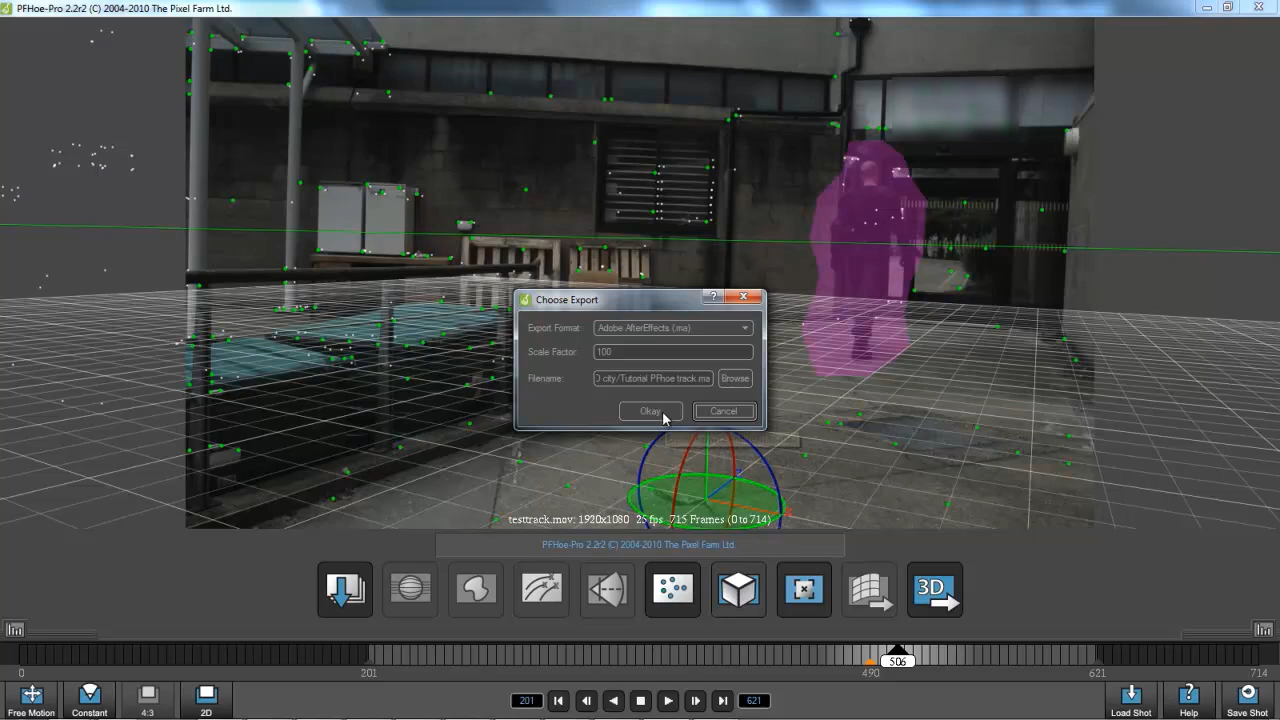 PFHoe-Pro 2.2r2 (C) 2004-2010 The Pixel Farm Ltd.
Choose Export
Export Format: Adobe AfterEffects (.ma)
Scale Factor: 100
Filename: city/Tutorial PFhoe track.ma Browse
Okay Cancel
testtrack.mov: 1920x1080 25 fps 715 Frames (0 to 714)
PFHoe-Pro 2.2r2 (C) 2004-2010 The Pixel Farm Ltd.
3D
506
0 201 490 621 714
201 621
Free Motion Constant 4:3 2D Load Shot Help Save Shot